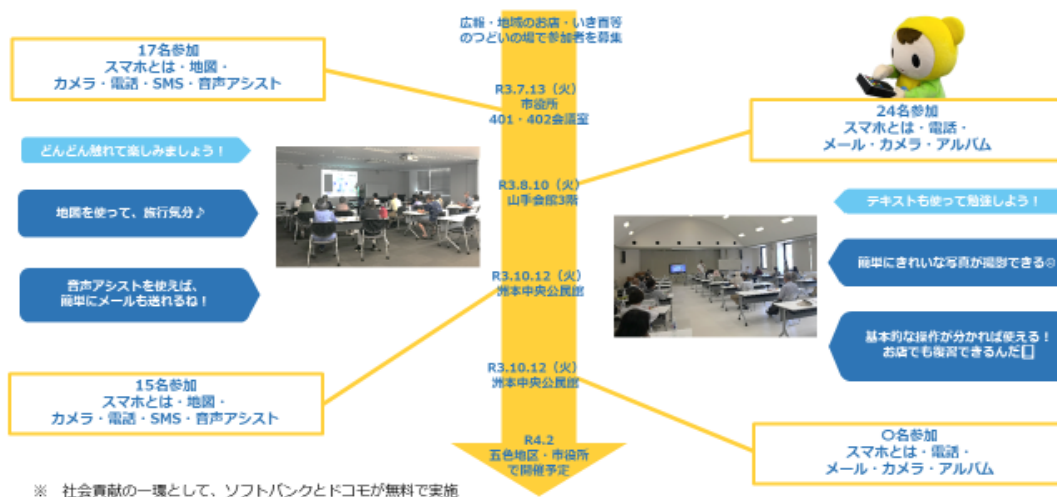 広報・地域のお店・いき百等
のつどいの場で参加者を募集
17名参加
スマホとは・地図・
カメラ・電話・SMS・音声アシスト
R3.7.13（火）
市役所
401・402会議室
24名参加
スマホとは・電話・
メール・カメラ・アルバム
どんどん触れて楽しみましょう！
地図を使って、旅行気分♪
音声アシストを使えば、
簡単にメールも送れるね！
R3.8.10（火）
山手会館3階
テキストも使って勉強しよう！
簡単にきれいな写真が撮影できる☺
基本的な操作が分かれば使える！
お店でも復習できるんだ
R3.10.12（火）
洲本中央公民館
15名参加
スマホとは・地図・
カメラ・電話・SMS・音声アシスト
R3.10.12（火）
洲本中央公民館
〇名参加
スマホとは・電話・
メール・カメラ・アルバム
R4.2
五色地区・市役所
で開催予定
※　社会貢献の一環として、ソフトバンクとドコモが無料で実施